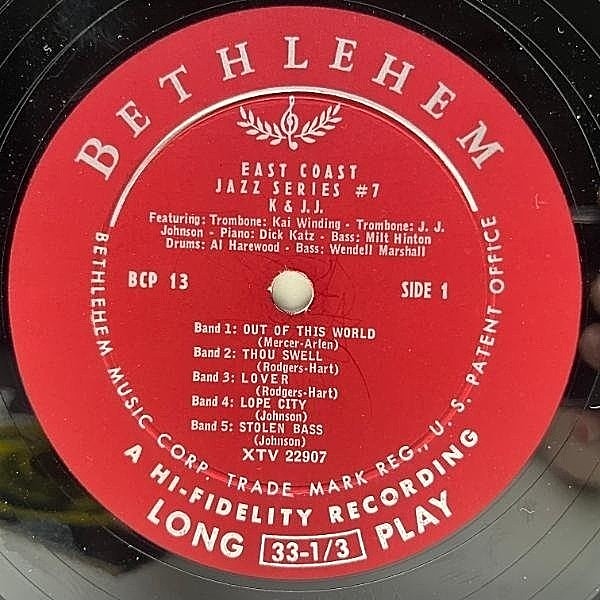 BETHLEHEM
EAST COAST
JAZZ SERIES #7
K & J.J.
Featuring: Trombone: Kai Winding - Trombone: J. J.
Johnson - Piano: Dick Katz - Bass: Milt Hinton
Drums: Al Harewood - Bass: Wendell Marshall
BCP 13
SIDE 1
Band 1: OUT OF THIS WORLD
(Mercer-Arlen)
Band 2: THOU SWELL
(Rodgers-Hart)
Band 3: LOVER
(Rodgers-Hart)
Band 4: LOPE CITY
(Johnson)
Band 5: STOLEN BASS
(Johnson)
XTV 22907
BETHLEHEM MUSIC CORP. TRADE MARK REG., U. S. PATENT OFFICE
A HI-FIDELITY RECORDING
LONG 33-1/3 PLAY